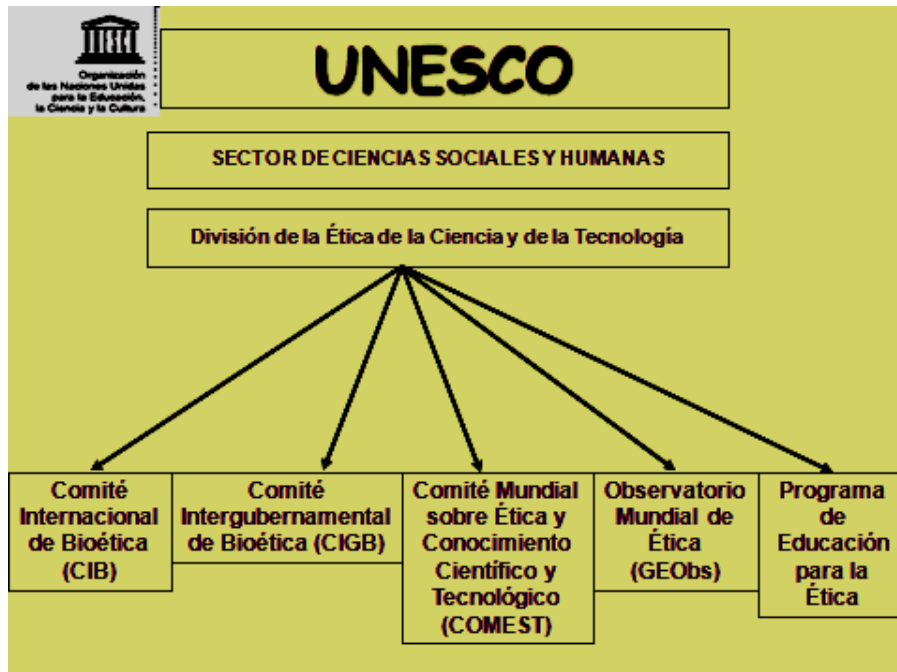 Organización
de las Naciones Unidas
para la Educación,
la Ciencia y la Cultura
UNESCO
SECTOR DE CIENCIAS SOCIALES Y HUMANAS
División de la Ética de la Ciencia y de la Tecnología
Comité
Internacional
de Bioética
(CIB)
Comité
Intergubernamental
de Bioética (CIGB)
Comité Mundial
sobre Ética y
Conocimiento
Científico y
Tecnológico
(COMEST)
Observatorio
Mundial de
Ética
(GEObs)
Programa
de
Educación
para la
Ética